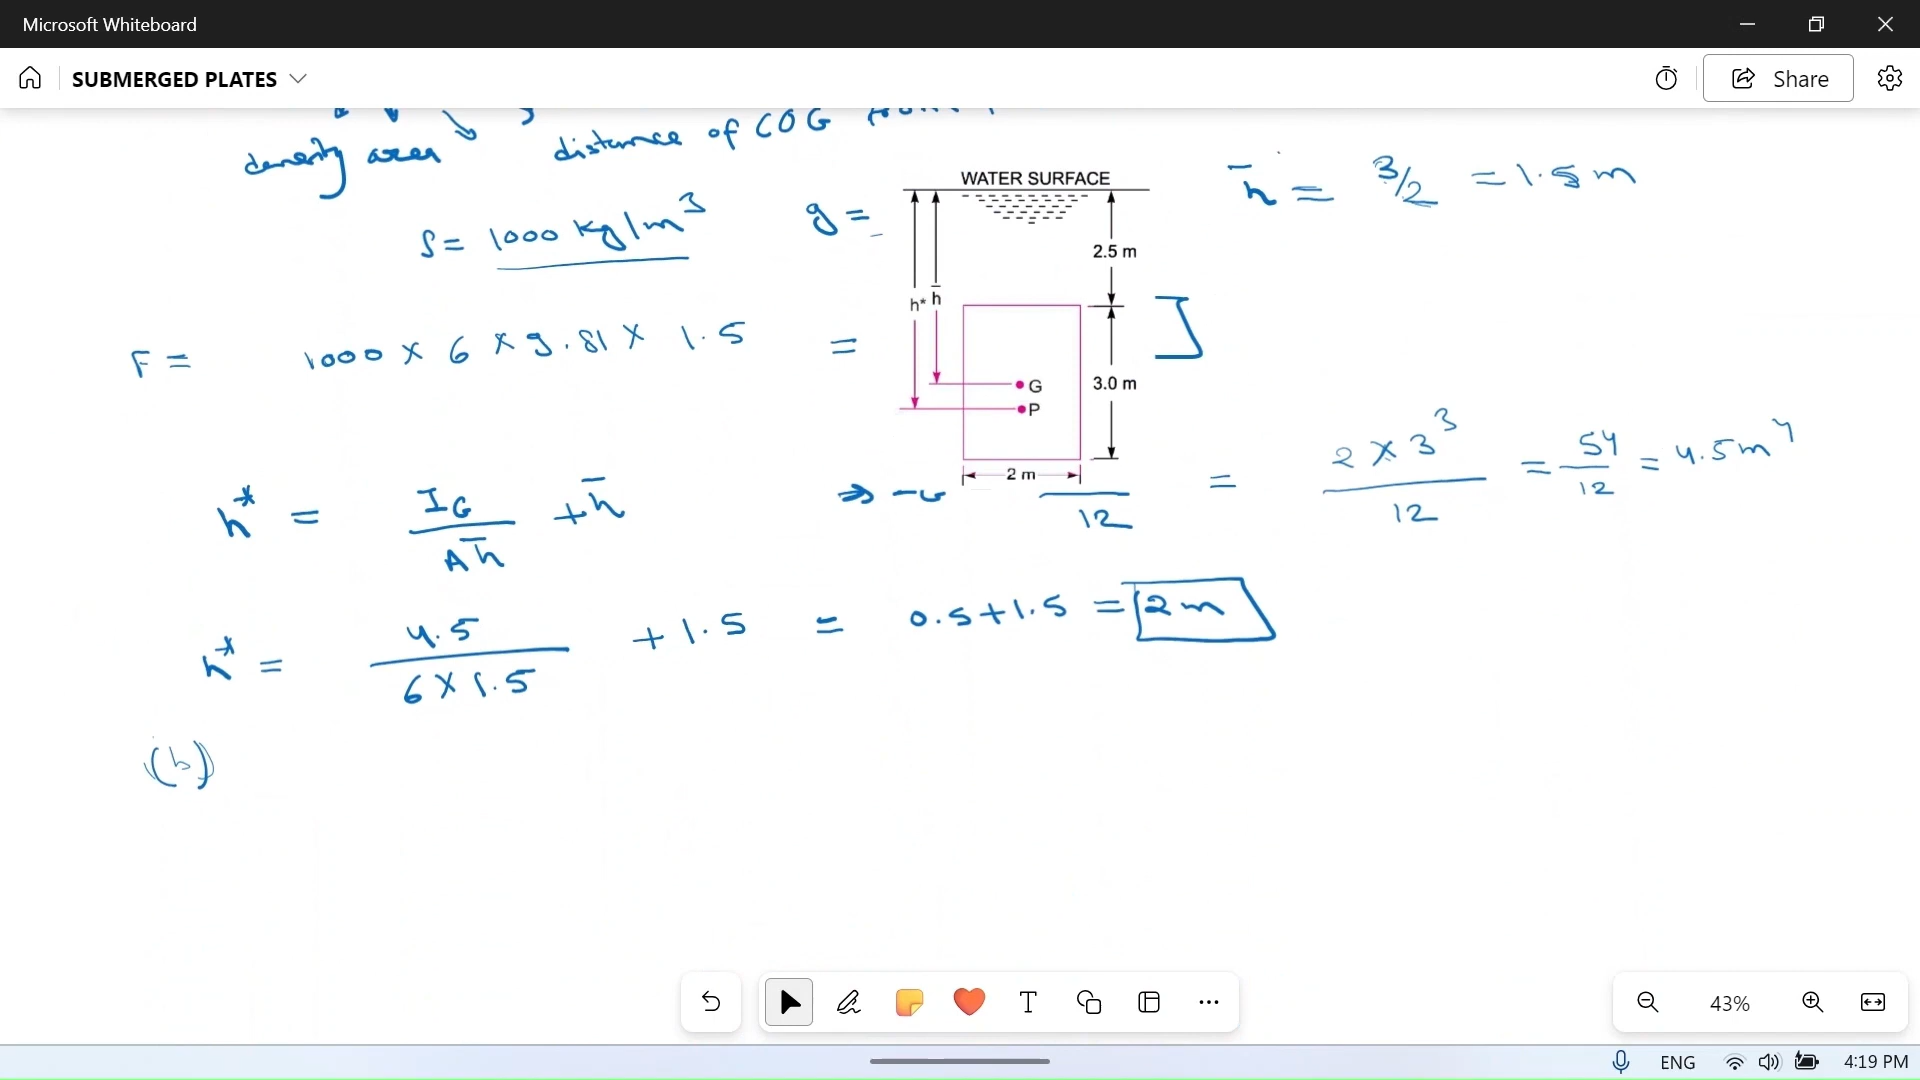 Microsoft Whiteboard
SUBMERGED PLATES
Share
density area distance of COG
h̄ = 3/2 = 1.5 m
WATER SURFACE
ρ = 1000 kg/m³ g =
2.5 m
h* h̄
F = 1000 × 6 × 9.81 × 1.5 =
3.0 m
G
P
2 m
h* = I_G / A h̄ + h̄
⇒ / 12 = 2 × 3³ / 12 = 54 / 12 = 4.5 m⁴
h* = 4.5 / 6 × 1.5 + 1.5 = 0.5 + 1.5 = 2 m
(b)
T
43%
ENG 4:19 PM